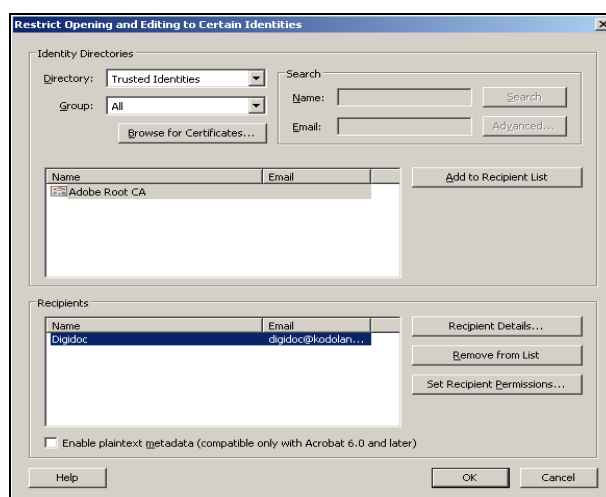 Restrict Opening and Editing to Certain Identities
Identity Directories
Directory: Trusted Identities
Group: All
Browse for Certificates...
Search
Name:
Search
Email:
Advanced...
Name Email
Adobe Root CA
Add to Recipient List
Recipients
Name Email
Digidoc digidoc@kodolan...
Recipient Details...
Remove from List
Set Recipient Permissions...
Enable plaintext metadata (compatible only with Acrobat 6.0 and later)
Help OK Cancel